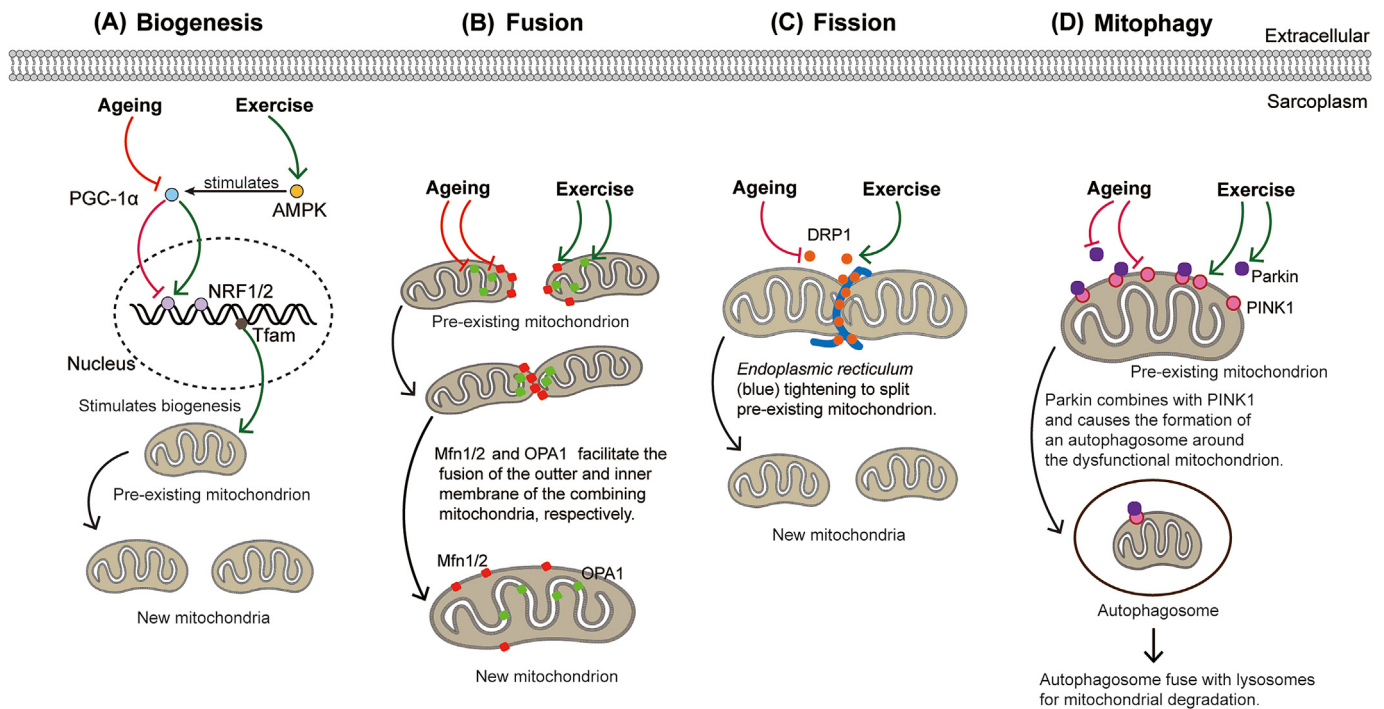 (A) Biogenesis
(B) Fusion
(C) Fission
(D) Mitophagy
Extracellular
Sarcoplasm
Ageing
Exercise
PGC-1α
stimulates
AMPK
NRF1/2
Tfam
Nucleus
Stimulates biogenesis
Pre-existing mitochondrion
New mitochondria
Ageing
Exercise
Pre-existing mitochondrion
Mfn1/2 and OPA1 facilitate the
fusion of the outter and inner
membrane of the combining
mitochondria, respectively.
Mfn1/2
OPA1
New mitochondrion
Ageing
Exercise
DRP1
Endoplasmic recticulum
(blue) tightening to split
pre-existing mitochondrion.
New mitochondria
Ageing
Exercise
Parkin
PINK1
Pre-existing mitochondrion
Parkin combines with PINK1
and causes the formation of
an autophagosome around
the dysfunctional mitochondrion.
Autophagosome
Autophagosome fuse with lysosomes
for mitochondrial degradation.